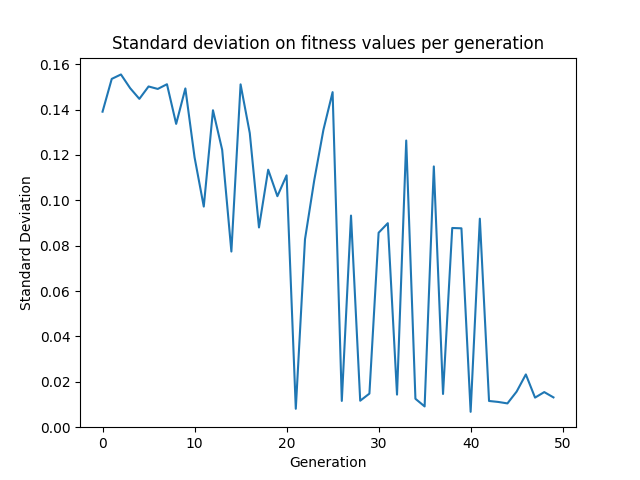 Standard deviation on fitness values per generation
0.16
0.14
0.12
0.10
0.08
0.06
0.04
0.02
0.00
Standard Deviation
0 10 20 30 40 50
Generation